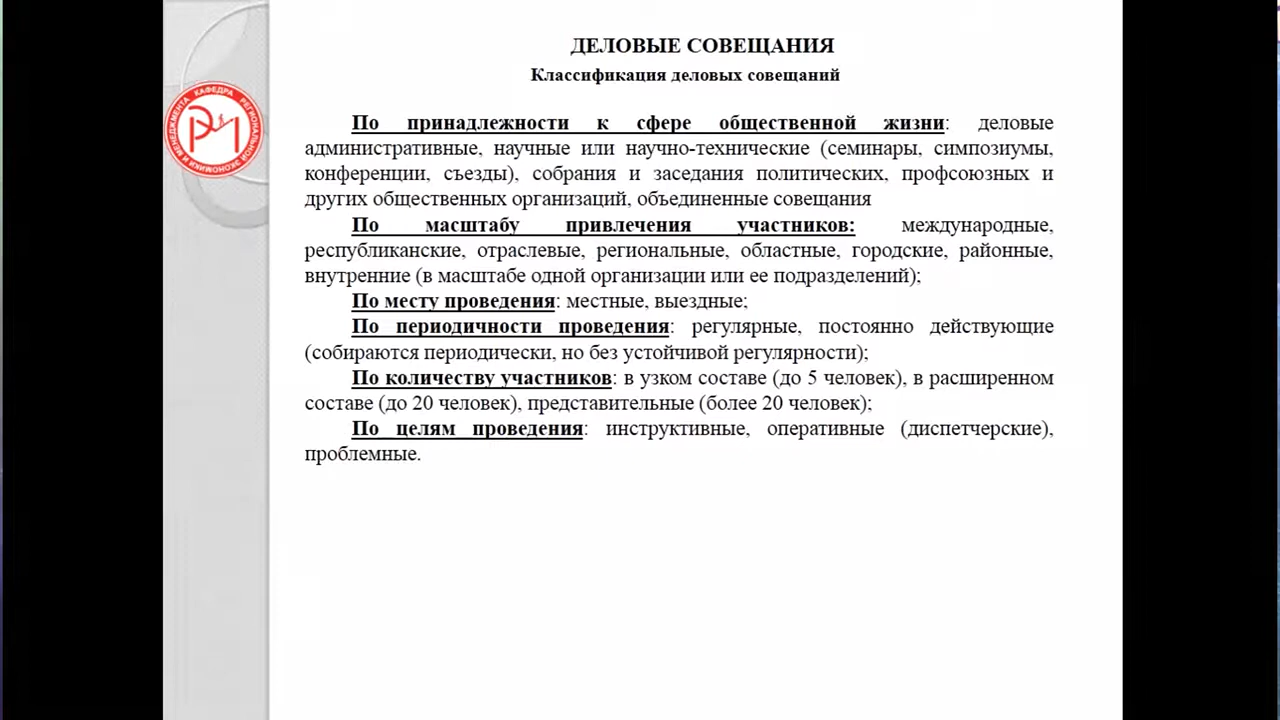 ДЕЛОВЫЕ СОВЕЩАНИЯ
Классификация деловых совещаний
КАФЕДРА РЕГИОНАЛЬНОЙ ЭКОНОМИКИ И МЕНЕДЖМЕНТА
По принадлежности к сфере общественной жизни: деловые
административные, научные или научно-технические (семинары, симпозиумы,
конференции, съезды), собрания и заседания политических, профсоюзных и
других общественных организаций, объединенные совещания
По масштабу привлечения участников: международные,
республиканские, отраслевые, региональные, областные, городские, районные,
внутренние (в масштабе одной организации или ее подразделений);
По месту проведения: местные, выездные;
По периодичности проведения: регулярные, постоянно действующие
(собираются периодически, но без устойчивой регулярности);
По количеству участников: в узком составе (до 5 человек), в расширенном
составе (до 20 человек), представительные (более 20 человек);
По целям проведения: инструктивные, оперативные (диспетчерские),
проблемные.